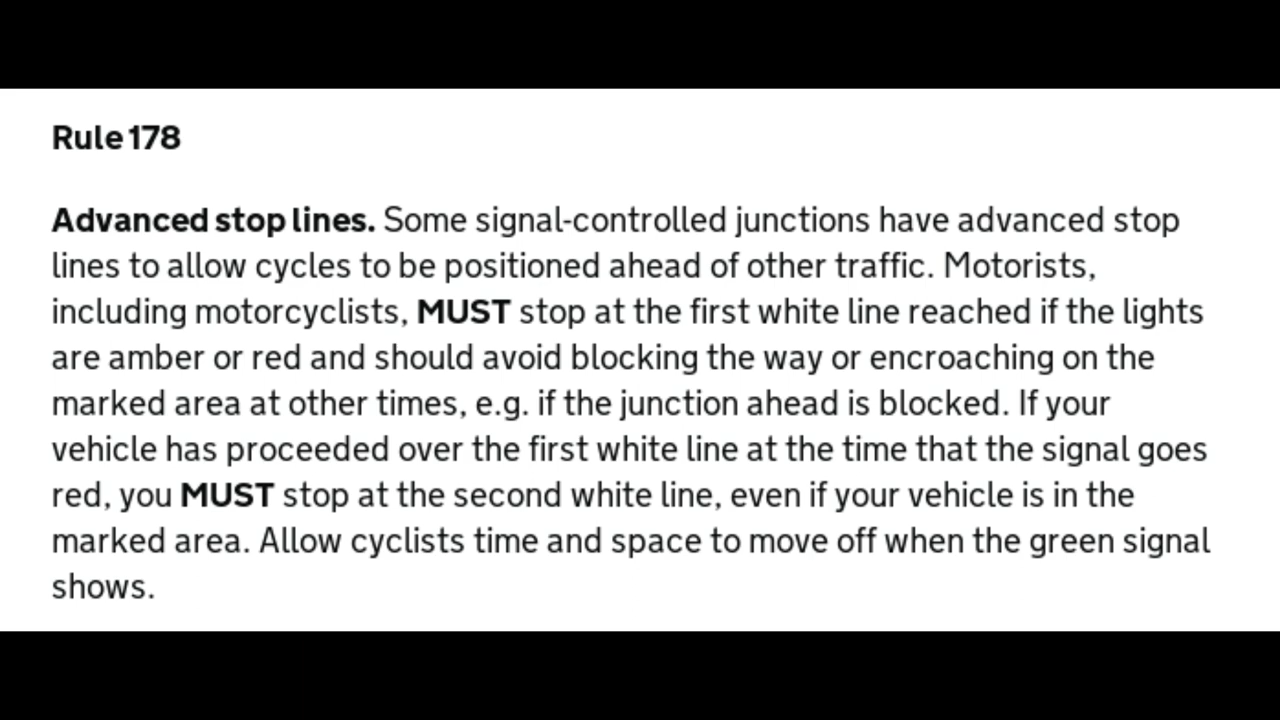 Rule 178
Advanced stop lines. Some signal-controlled junctions have advanced stop
lines to allow cycles to be positioned ahead of other traffic. Motorists,
including motorcyclists, MUST stop at the first white line reached if the lights
are amber or red and should avoid blocking the way or encroaching on the
marked area at other times, e.g. if the junction ahead is blocked. If your
vehicle has proceeded over the first white line at the time that the signal goes
red, you MUST stop at the second white line, even if your vehicle is in the
marked area. Allow cyclists time and space to move off when the green signal
shows.